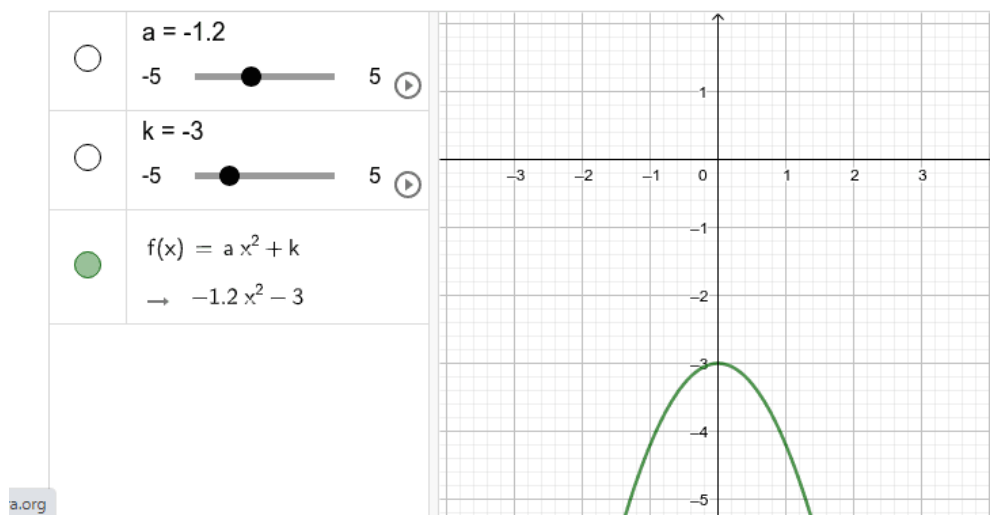 a = -1.2
-5 5
k = -3
-5 5
f(x) = a x² + k
→ −1.2 x² − 3
a.org
1
−3 −2 −1 0 1 2 3
−1
−2
−3
−4
−5